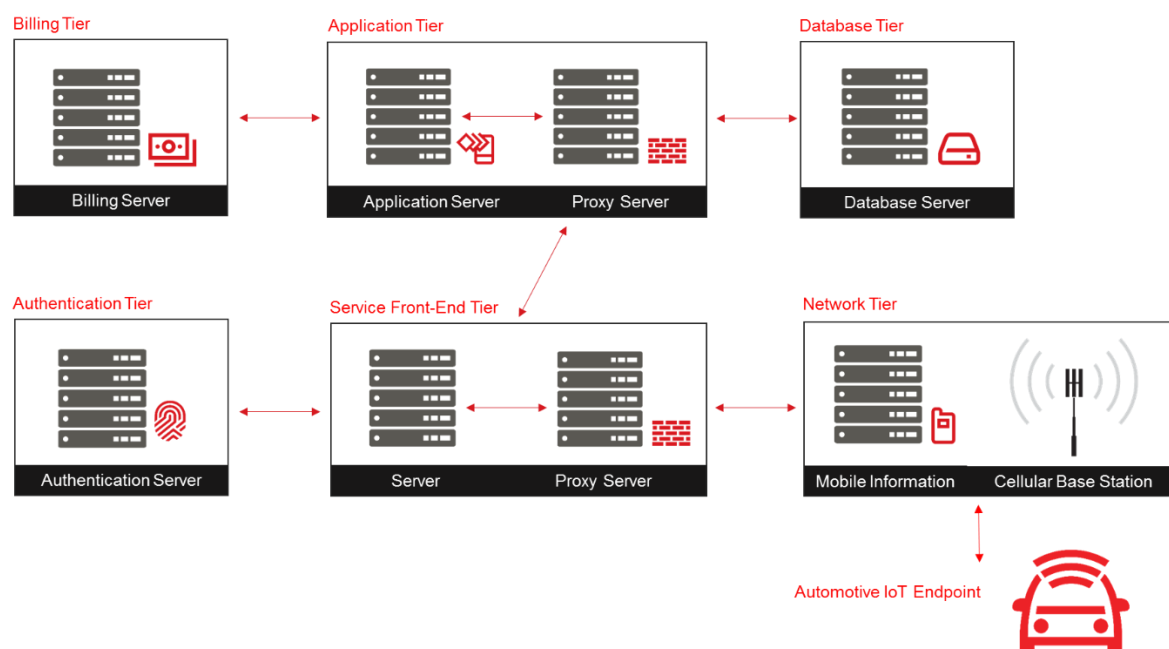 Billing Tier
Application Tier
Database Tier
Billing Server
Application Server
Proxy Server
Database Server
Authentication Tier
Service Front-End Tier
Network Tier
Authentication Server
Server
Proxy Server
Mobile Information
Cellular Base Station
Automotive IoT Endpoint